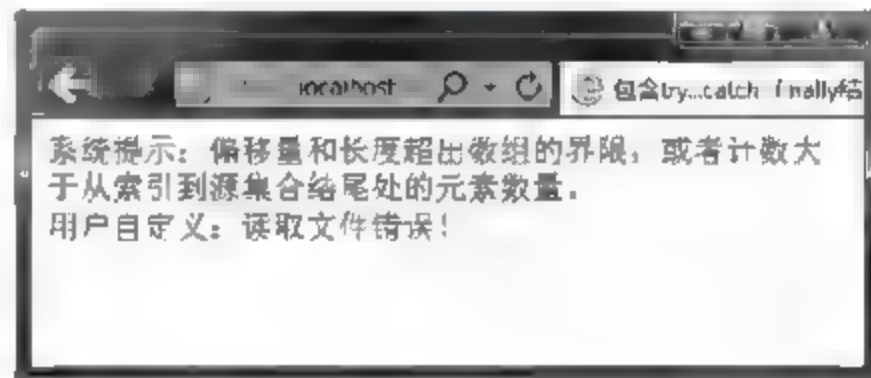 localhost
包含try...catch finally结
系统提示：偏移量和长度超出数组的界限，或者计数大
于从索引到源集合结尾处的元素数量。
用户自定义：读取文件错误！